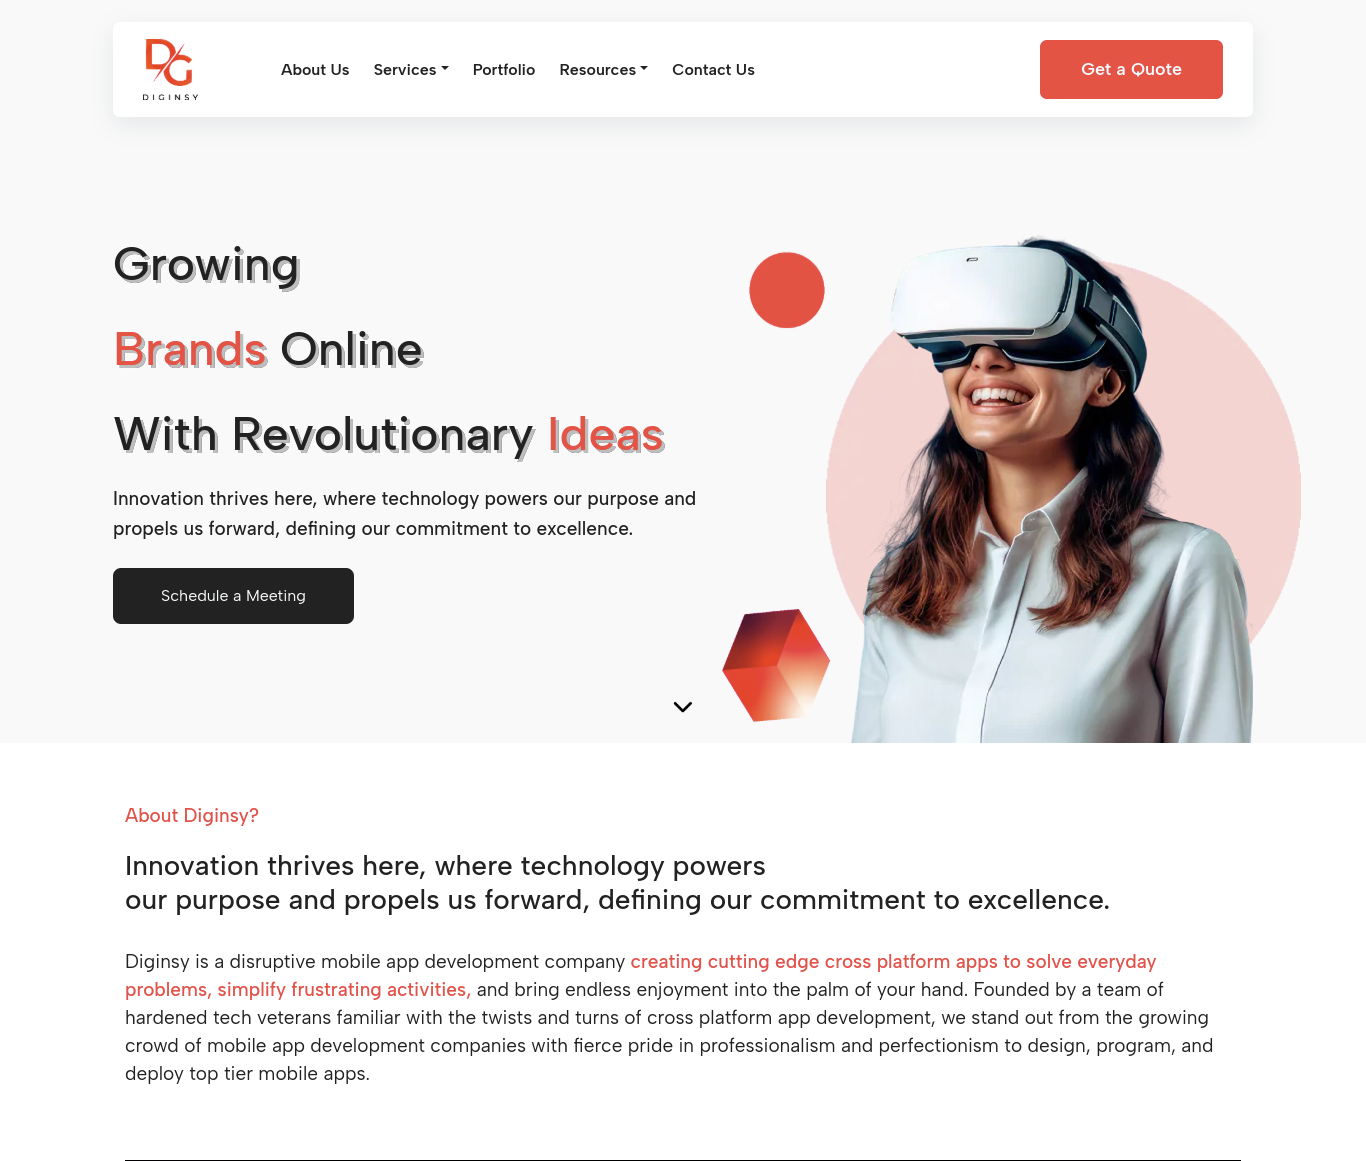 DG
DIGINSY
About Us
Services
Portfolio
Resources
Contact Us
Get a Quote
Growing
Brands Online
With Revolutionary Ideas
Innovation thrives here, where technology powers our purpose and
propels us forward, defining our commitment to excellence.
Schedule a Meeting
About Diginsy?
Innovation thrives here, where technology powers
our purpose and propels us forward, defining our commitment to excellence.
Diginsy is a disruptive mobile app development company creating cutting edge cross platform apps to solve everyday
problems, simplify frustrating activities, and bring endless enjoyment into the palm of your hand. Founded by a team of
hardened tech veterans familiar with the twists and turns of cross platform app development, we stand out from the growing
crowd of mobile app development companies with fierce pride in professionalism and perfectionism to design, program, and
deploy top tier mobile apps.